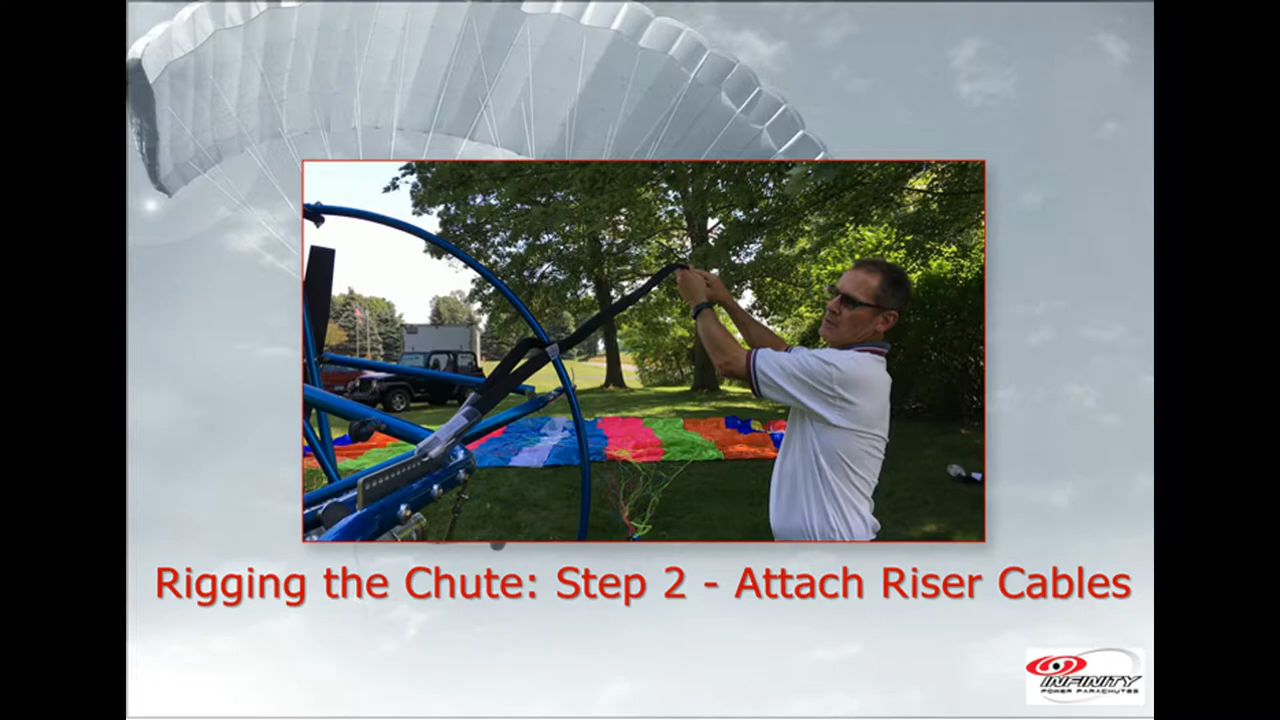 Rigging the Chute: Step 2 - Attach Riser Cables
INFINITY
POWER PARACHUTES